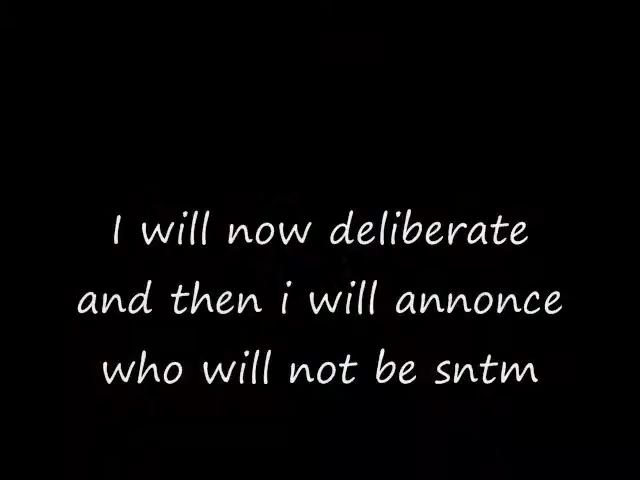 I will now deliberate
and then i will annonce
who will not be sntm